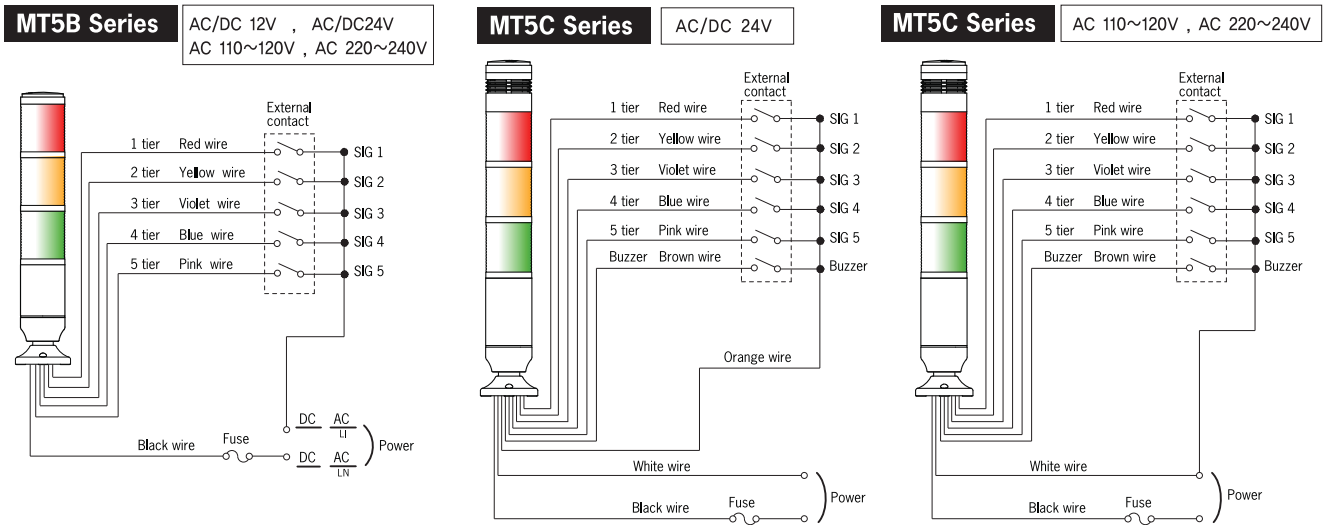 MT5B Series
AC/DC 12V , AC/DC24V
AC 110~120V , AC 220~240V
External
contact
1 tier Red wire SIG 1
2 tier Yellow wire SIG 2
3 tier Violet wire SIG 3
4 tier Blue wire SIG 4
5 tier Pink wire SIG 5
DC AC
LI
Black wire Fuse Power
DC AC
LN
MT5C Series AC/DC 24V
External
contact
1 tier Red wire SIG 1
2 tier Yellow wire SIG 2
3 tier Violet wire SIG 3
4 tier Blue wire SIG 4
5 tier Pink wire SIG 5
Buzzer Brown wire Buzzer
Orange wire
White wire
Power
Black wire Fuse
MT5C Series AC 110~120V , AC 220~240V
External
contact
1 tier Red wire SIG 1
2 tier Yellow wire SIG 2
3 tier Violet wire SIG 3
4 tier Blue wire SIG 4
5 tier Pink wire SIG 5
Buzzer Brown wire Buzzer
White wire
Power
Black wire Fuse